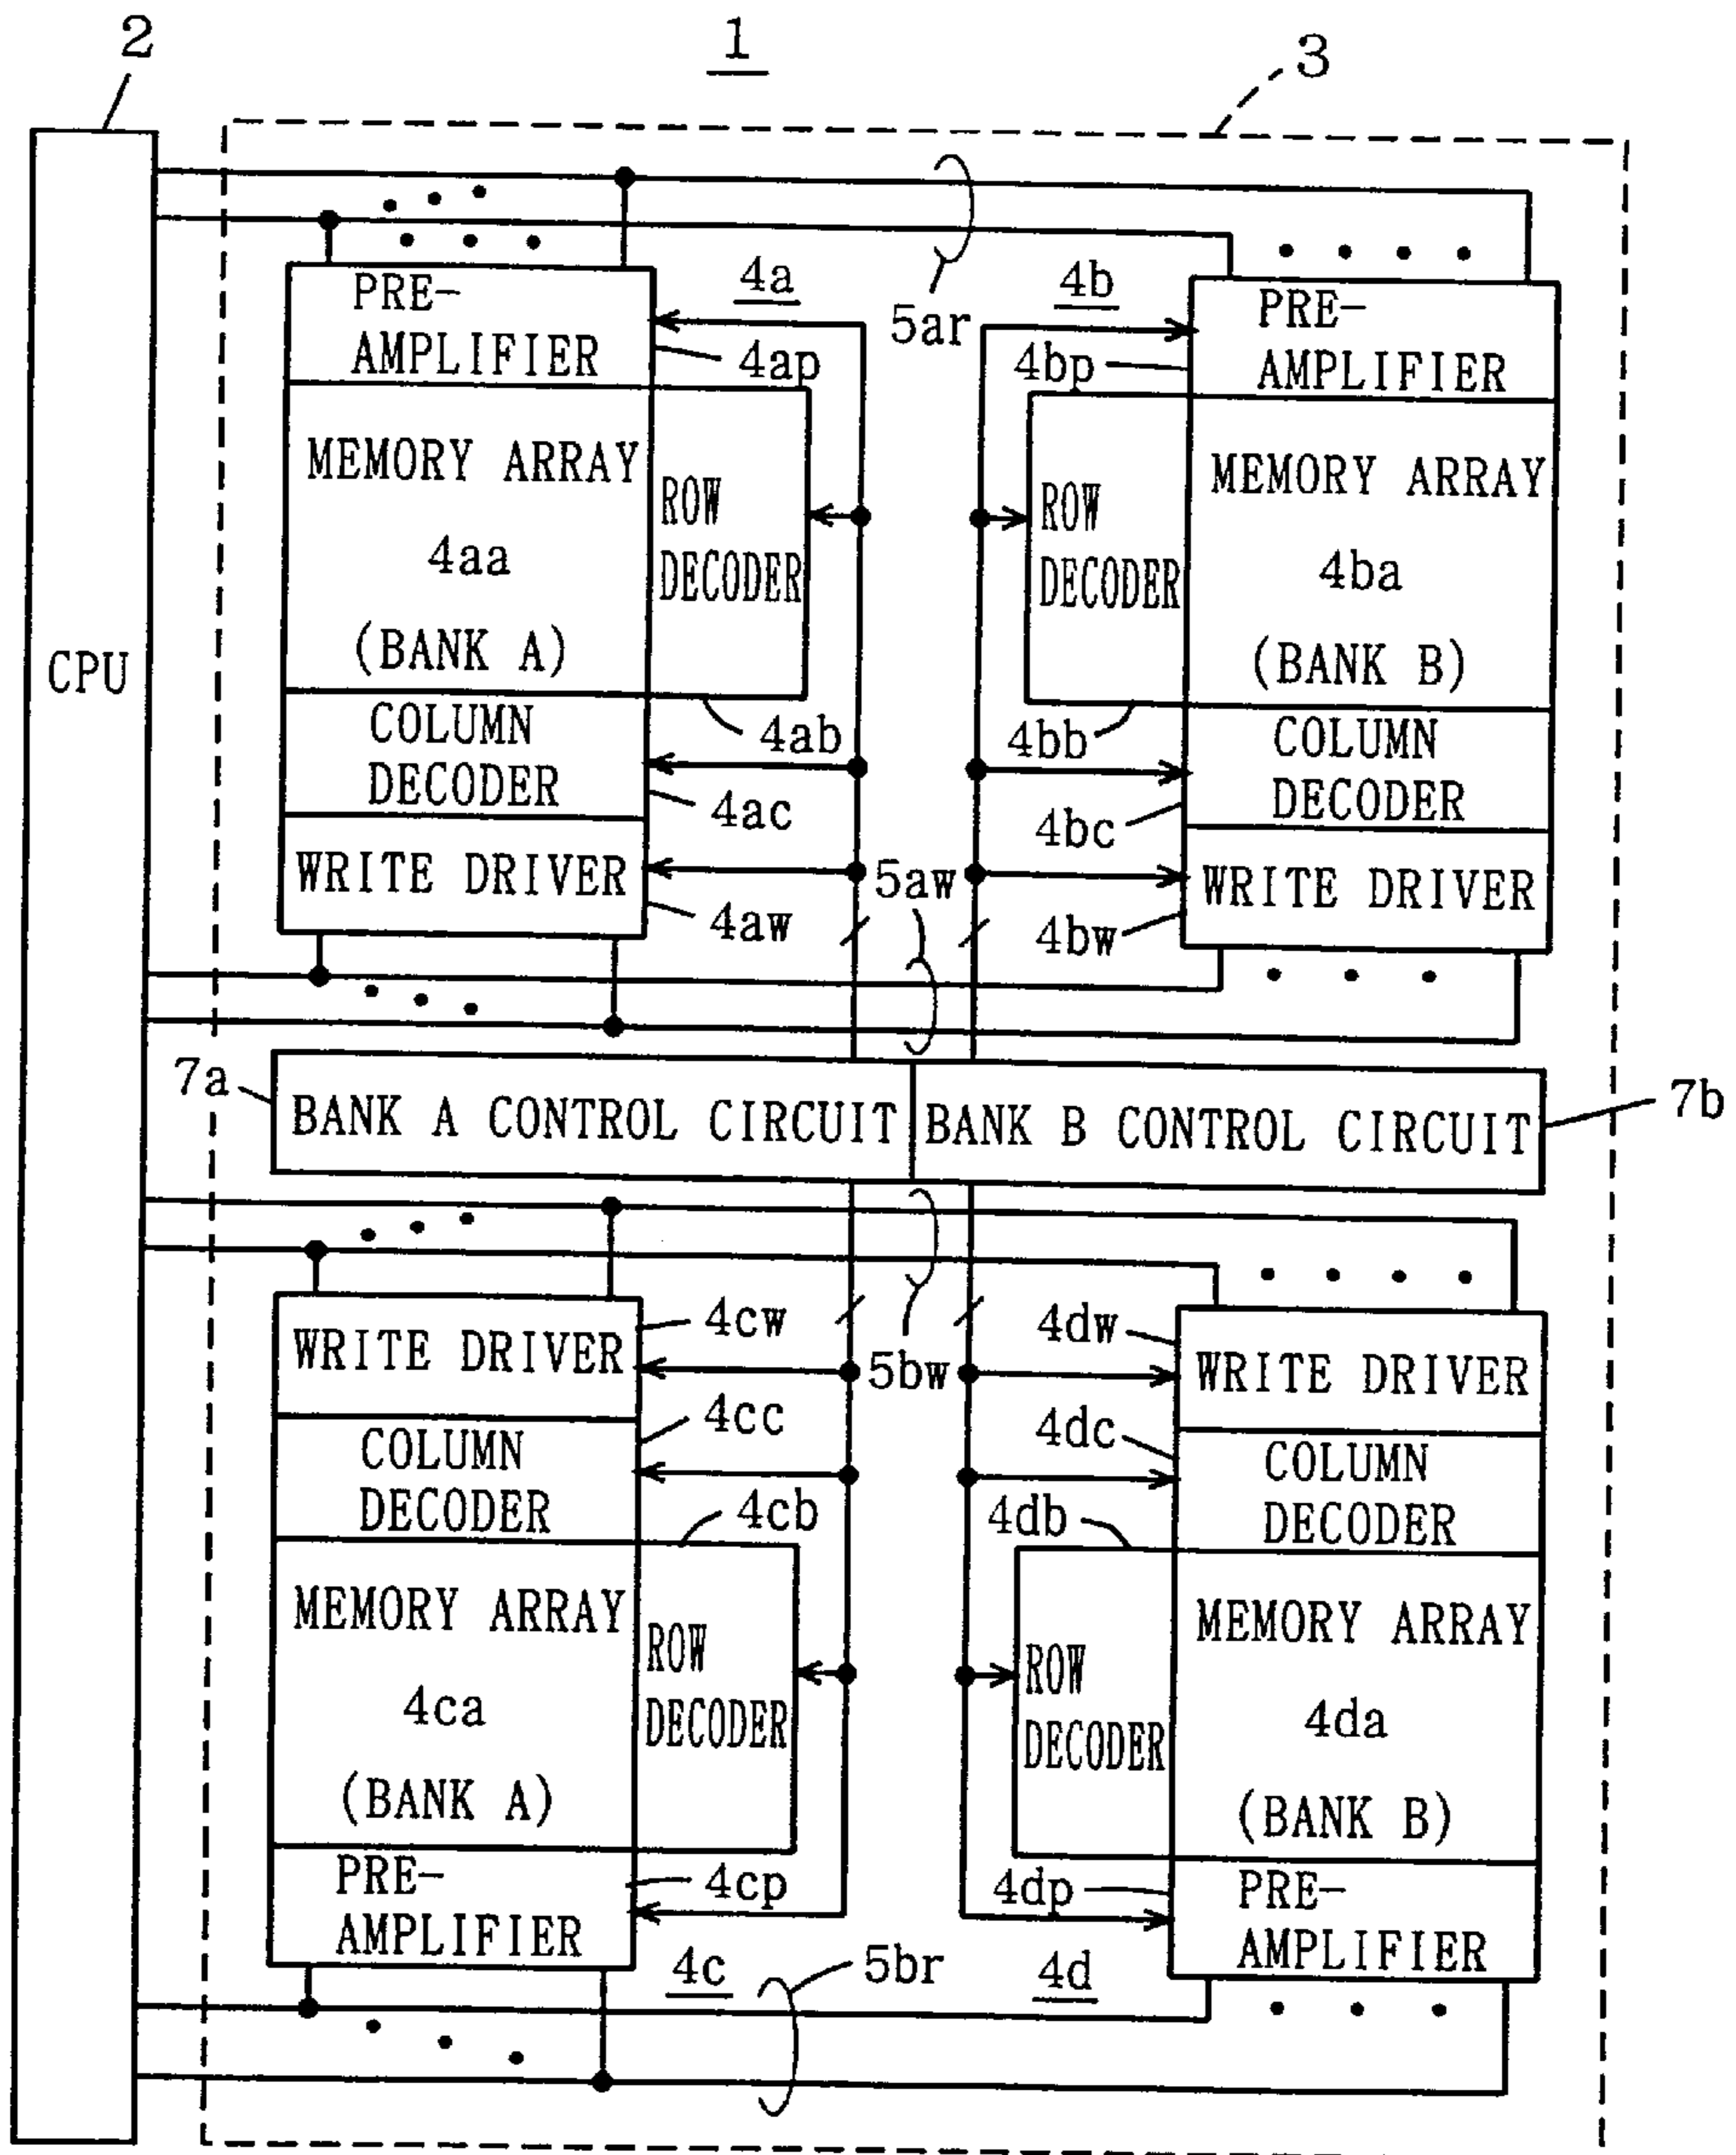 2
1
3
4a
4b
5ar
PRE-
AMPLIFIER
4ap
4bp
PRE-
AMPLIFIER
MEMORY ARRAY
4aa
(BANK A)
ROW
DECODER
ROW
DECODER
MEMORY ARRAY
4ba
(BANK B)
CPU
4ab
4bb
COLUMN
DECODER
4ac
4bc
COLUMN
DECODER
WRITE DRIVER
4aw
5aw
4bw
WRITE DRIVER
7a
BANK A CONTROL CIRCUIT
BANK B CONTROL CIRCUIT
7b
WRITE DRIVER
4cw
5bw
4dw
WRITE DRIVER
COLUMN
DECODER
4cc
4dc
COLUMN
DECODER
4cb
4db
MEMORY ARRAY
4ca
(BANK A)
ROW
DECODER
ROW
DECODER
MEMORY ARRAY
4da
(BANK B)
PRE-
AMPLIFIER
4cp
4dp
PRE-
AMPLIFIER
4c
5br
4d